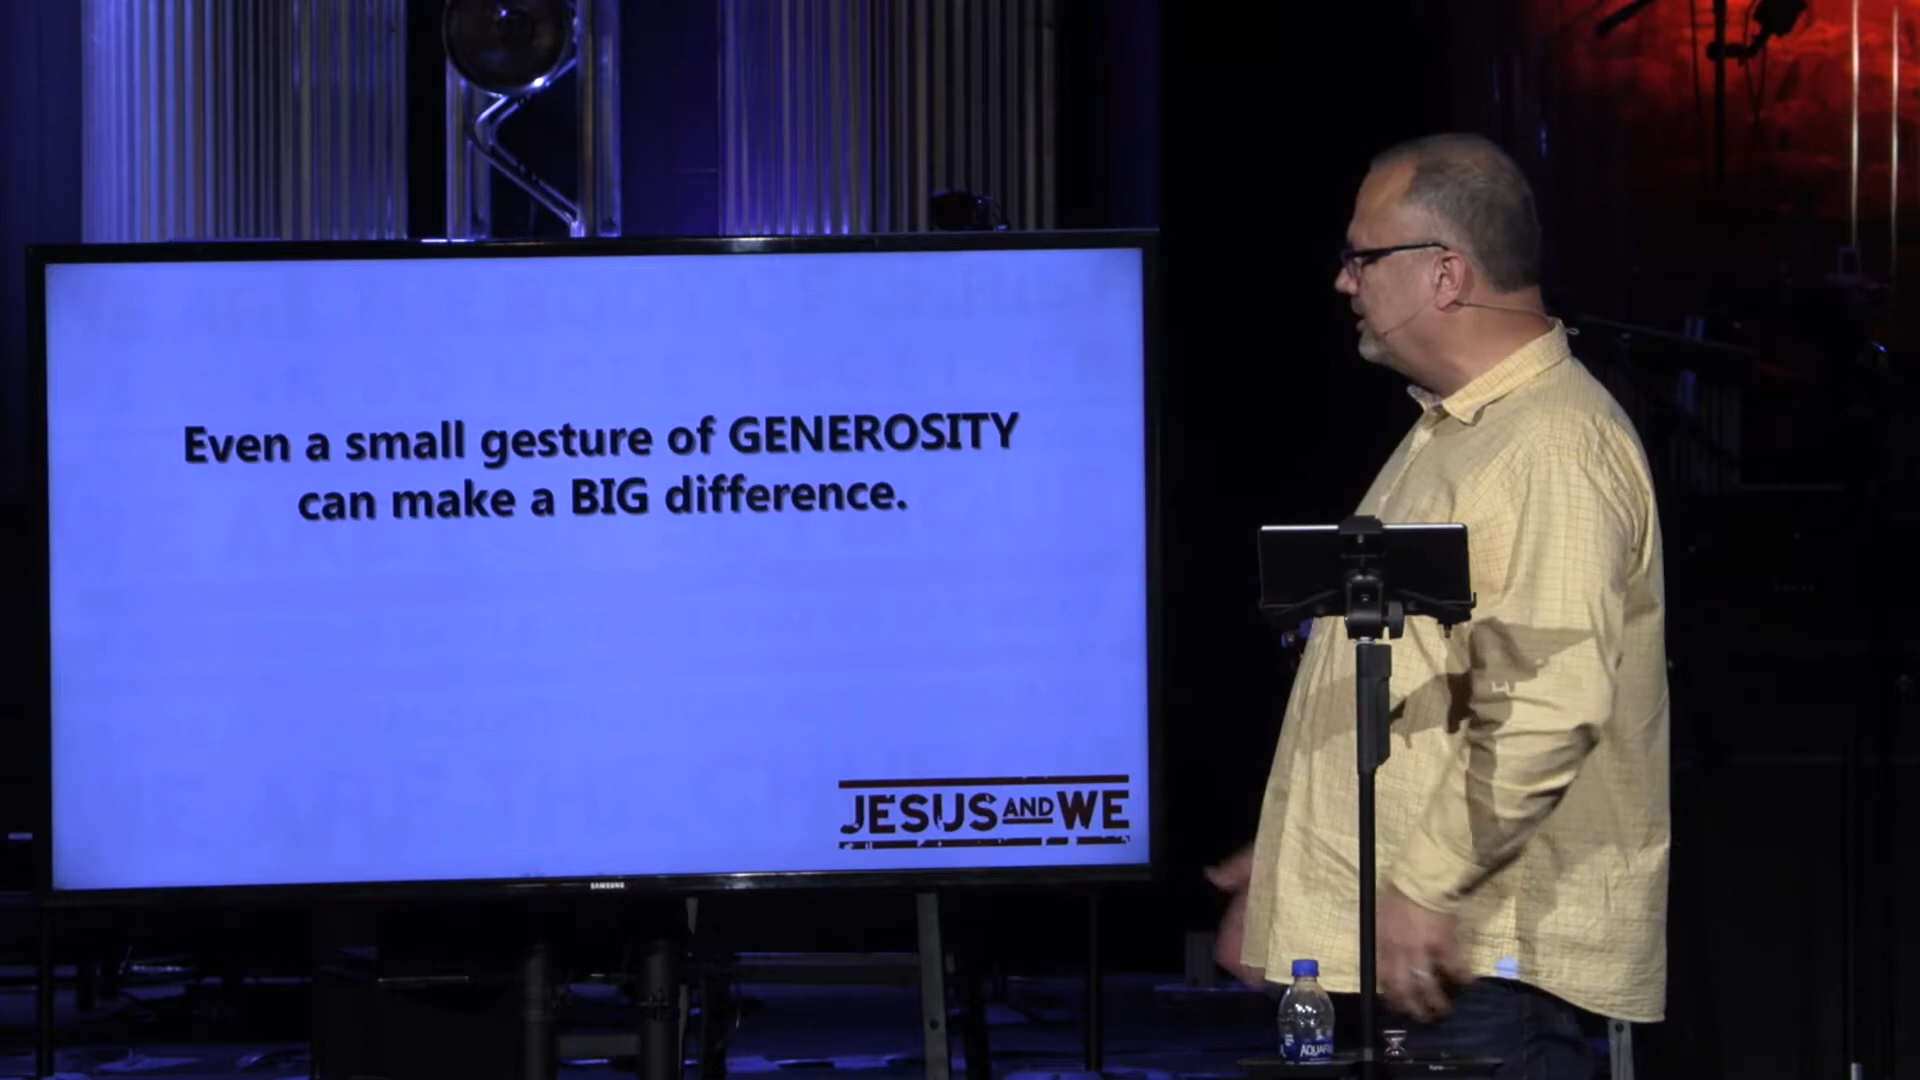 Even a small gesture of GENEROSITY
can make a BIG difference.
JESUS AND WE
SAMSUNG